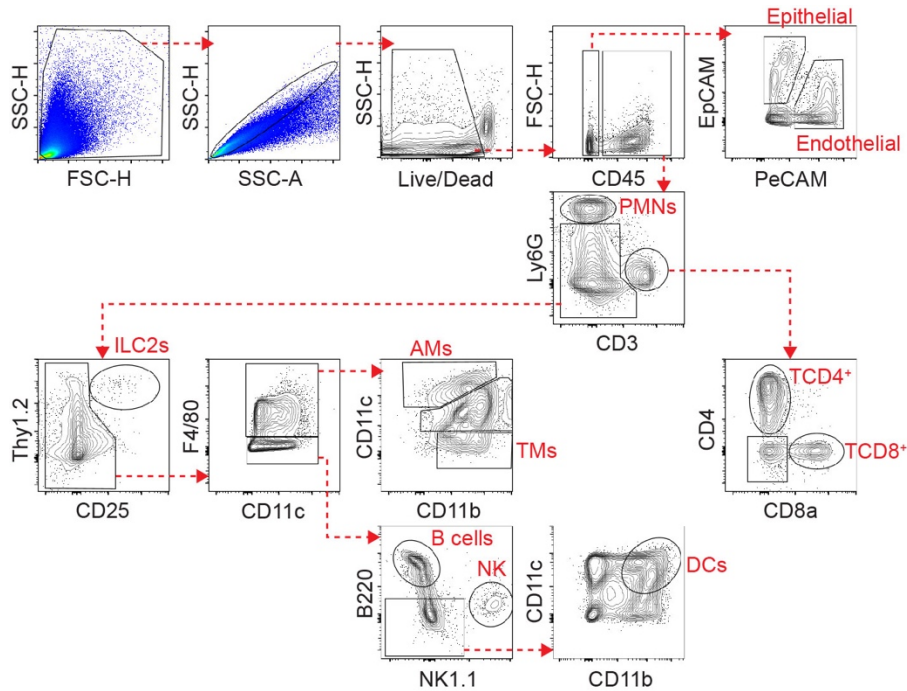 Epithelial
SSC-H
SSC-H
SSC-H
FSC-H
EpCAM
Endothelial
FSC-H
SSC-A
Live/Dead
CD45
PeCAM
PMNs
Ly6G
CD3
ILC2s
AMs
TCD4⁺
Thy1.2
F4/80
CD11c
CD4
TCD8⁺
TMs
CD25
CD11c
CD11b
CD8a
B cells
NK
DCs
B220
CD11c
NK1.1
CD11b